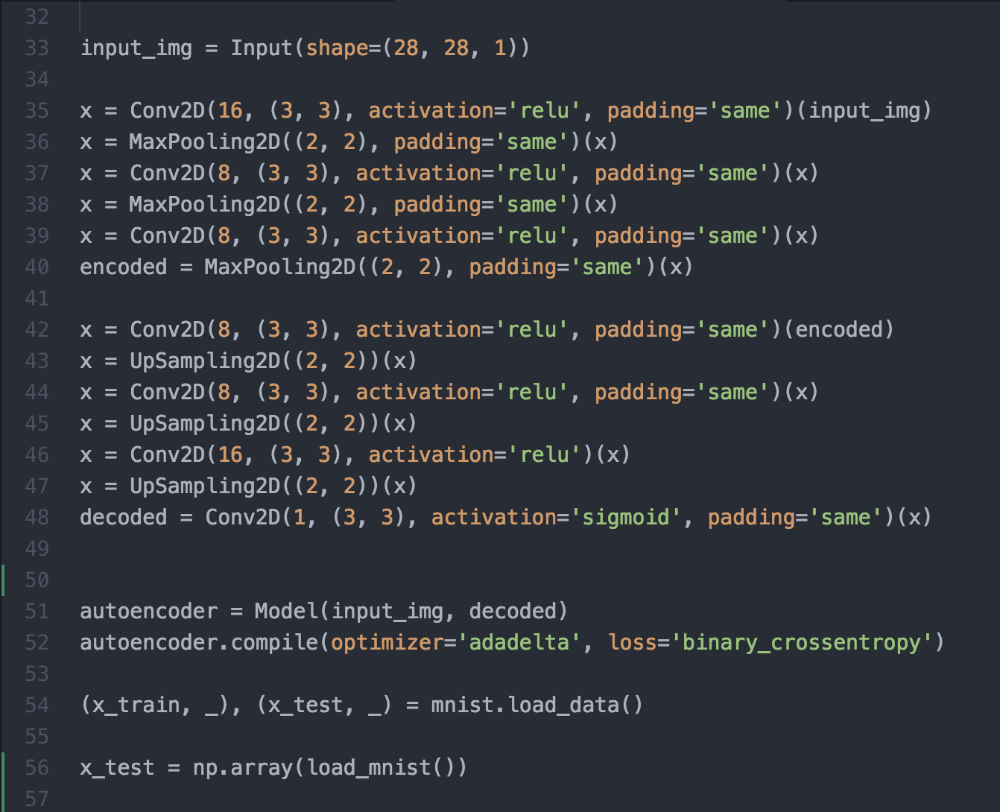 32
33 input_img = Input(shape=(28, 28, 1))
34
35 x = Conv2D(16, (3, 3), activation='relu', padding='same')(input_img)
36 x = MaxPooling2D((2, 2), padding='same')(x)
37 x = Conv2D(8, (3, 3), activation='relu', padding='same')(x)
38 x = MaxPooling2D((2, 2), padding='same')(x)
39 x = Conv2D(8, (3, 3), activation='relu', padding='same')(x)
40 encoded = MaxPooling2D((2, 2), padding='same')(x)
41
42 x = Conv2D(8, (3, 3), activation='relu', padding='same')(encoded)
43 x = UpSampling2D((2, 2))(x)
44 x = Conv2D(8, (3, 3), activation='relu', padding='same')(x)
45 x = UpSampling2D((2, 2))(x)
46 x = Conv2D(16, (3, 3), activation='relu')(x)
47 x = UpSampling2D((2, 2))(x)
48 decoded = Conv2D(1, (3, 3), activation='sigmoid', padding='same')(x)
49
50
51 autoencoder = Model(input_img, decoded)
52 autoencoder.compile(optimizer='adadelta', loss='binary_crossentropy')
53
54 (x_train, _), (x_test, _) = mnist.load_data()
55
56 x_test = np.array(load_mnist())
57